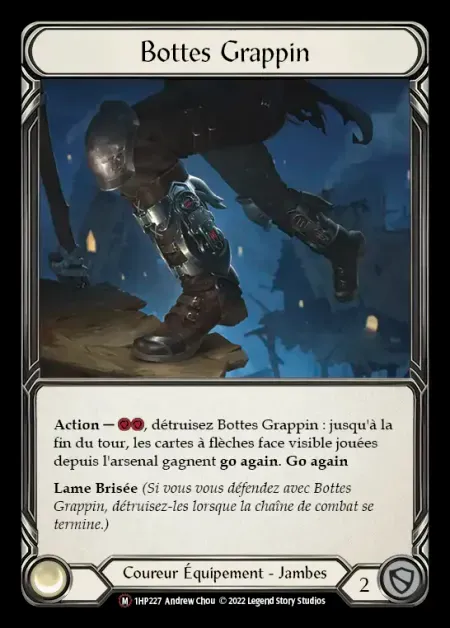 Bottes Grappin
Action — , détruisez Bottes Grappin : jusqu'à la
fin du tour, les cartes à flèches face visible jouées
depuis l'arsenal gagnent go again. Go again
Lame Brisée (Si vous vous défendez avec Bottes
Grappin, détruisez-les lorsque la chaîne de combat se
termine.)
Coureur Équipement - Jambes
2
M 1HP227 Andrew Chou © 2022 Legend Story Studios